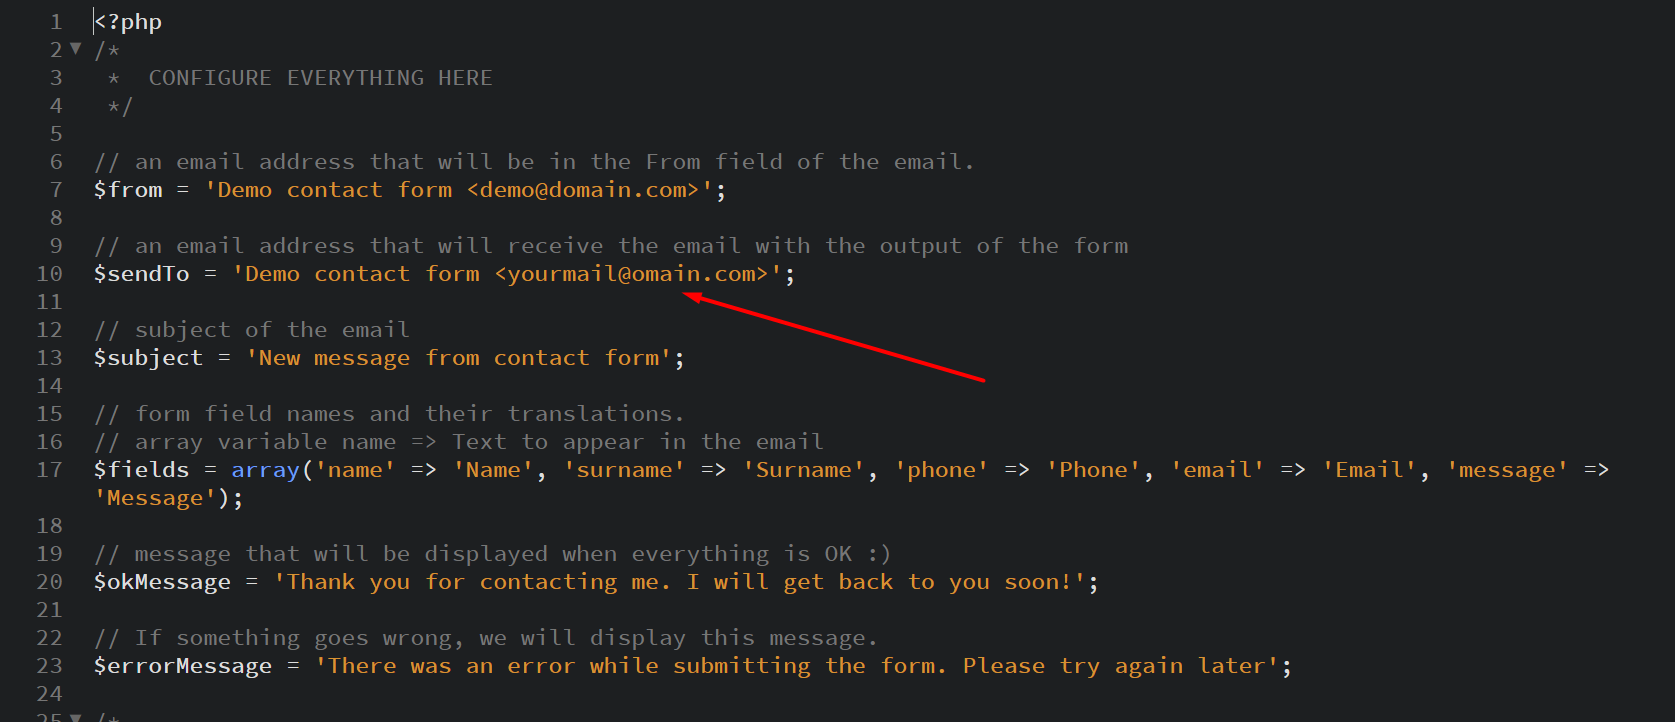 1 <?php
2 /*
3  *  CONFIGURE EVERYTHING HERE
4  */
5
6 // an email address that will be in the From field of the email.
7 $from = 'Demo contact form <demo@domain.com>';
8
9 // an email address that will receive the email with the output of the form
10 $sendTo = 'Demo contact form <yourmail@omain.com>';
11
12 // subject of the email
13 $subject = 'New message from contact form';
14
15 // form field names and their translations.
16 // array variable name => Text to appear in the email
17 $fields = array('name' => 'Name', 'surname' => 'Surname', 'phone' => 'Phone', 'email' => 'Email', 'message' =>
'Message');
18
19 // message that will be displayed when everything is OK :)
20 $okMessage = 'Thank you for contacting me. I will get back to you soon!';
21
22 // If something goes wrong, we will display this message.
23 $errorMessage = 'There was an error while submitting the form. Please try again later';
24
25 /*